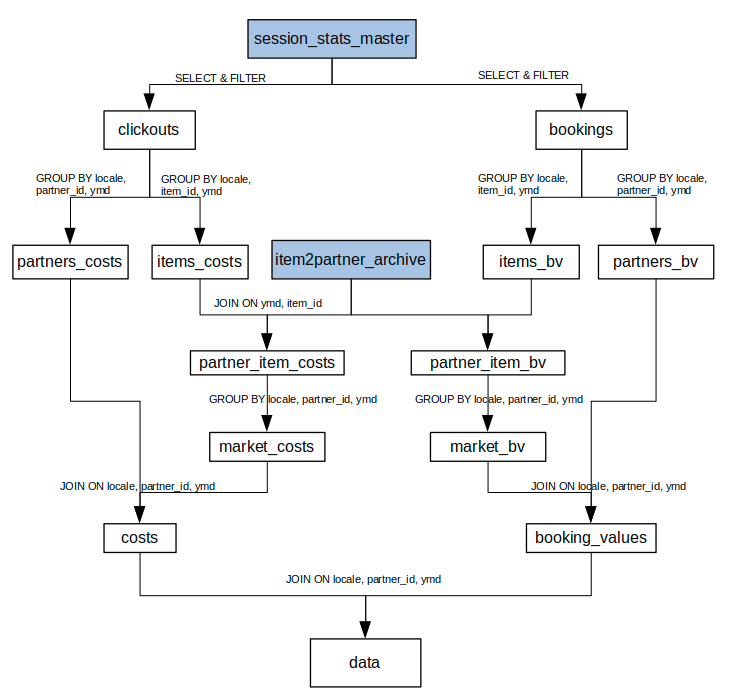 session_stats_master
SELECT & FILTER
SELECT & FILTER
clickouts
bookings
GROUP BY locale,
partner_id, ymd
GROUP BY locale,
item_id, ymd
GROUP BY locale,
item_id, ymd
GROUP BY locale,
partner_id, ymd
partners_costs
items_costs
item2partner_archive
items_bv
partners_bv
JOIN ON ymd, item_id
partner_item_costs
partner_item_bv
GROUP BY locale, partner_id, ymd
GROUP BY locale, partner_id, ymd
market_costs
market_bv
JOIN ON locale, partner_id, ymd
JOIN ON locale, partner_id, ymd
costs
booking_values
JOIN ON locale, partner_id, ymd
data